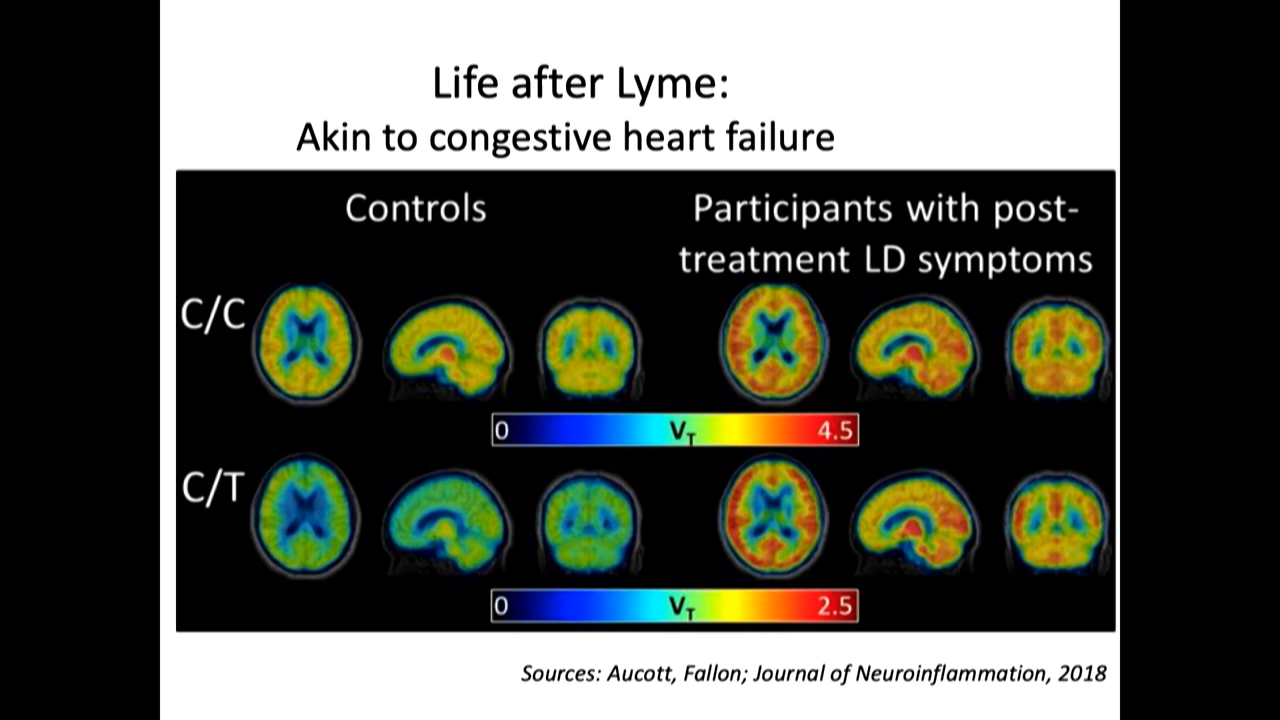 Life after Lyme:
Akin to congestive heart failure
Controls
Participants with post-
treatment LD symptoms
C/C
0 VT 4.5
C/T
0 VT 2.5
Sources: Aucott, Fallon; Journal of Neuroinflammation, 2018